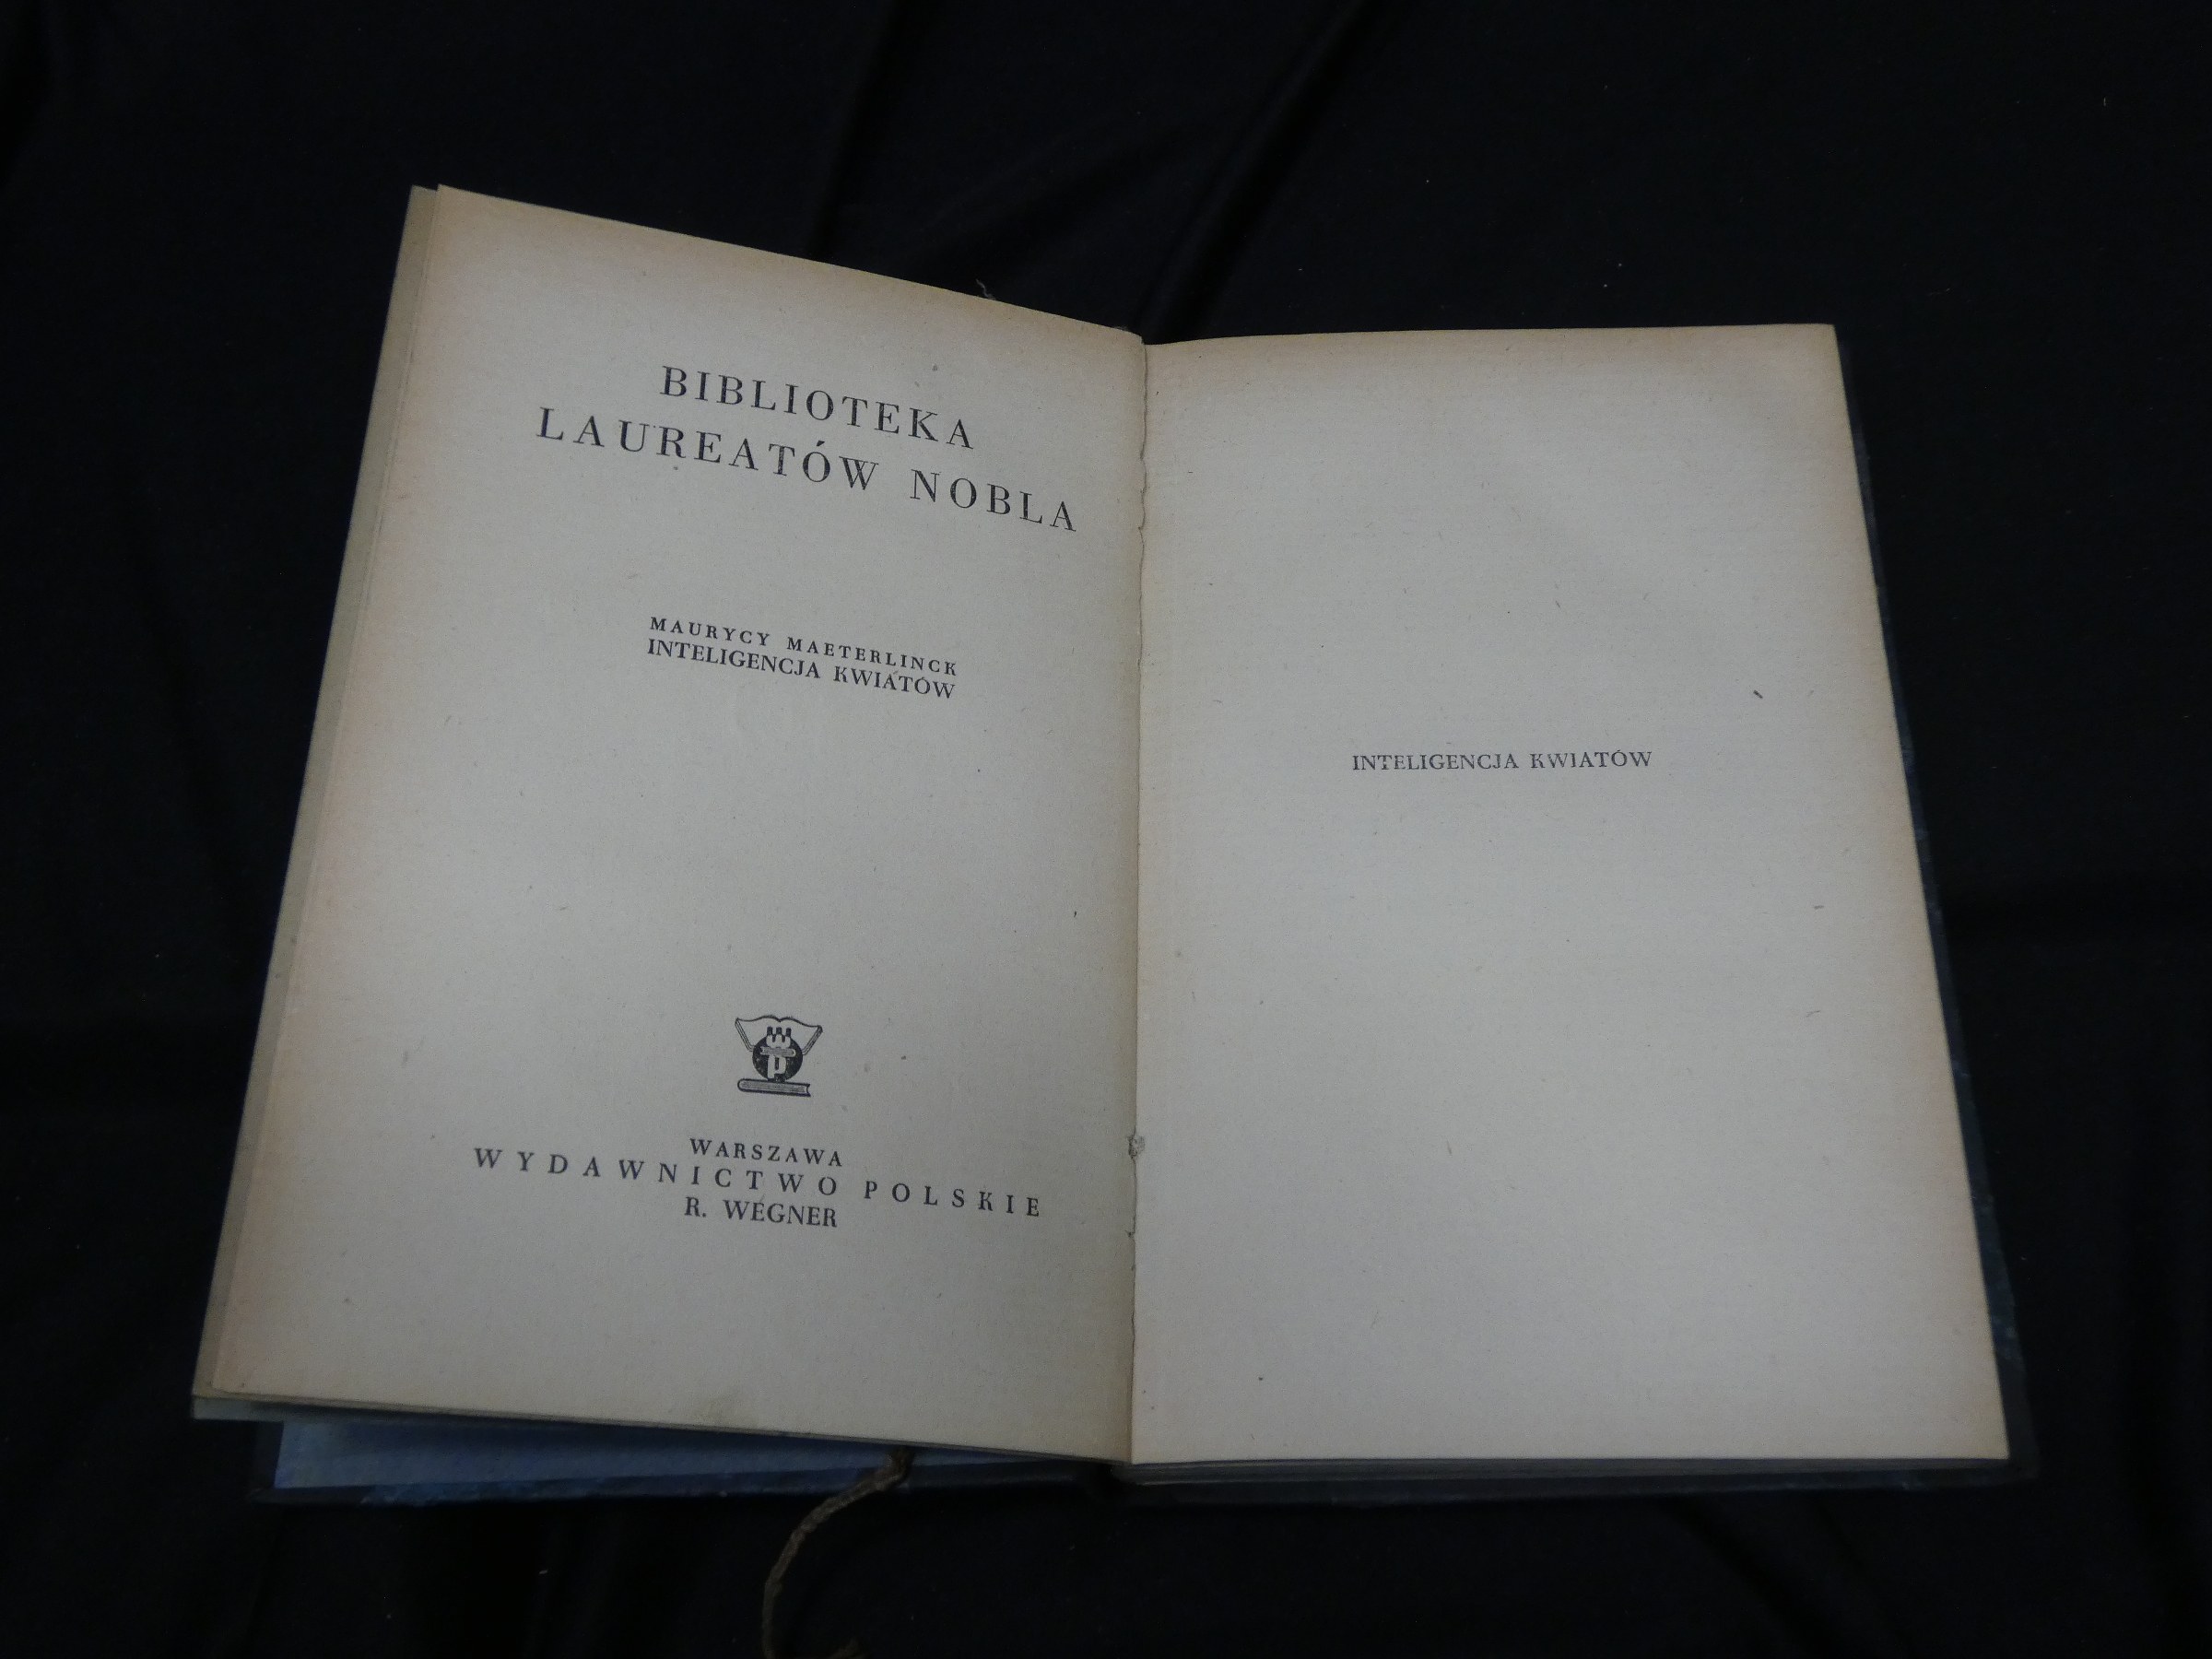 BIBLIOTEKA
LAUREATÓW NOBLA
MAURYCY MAETERLINCK
INTELIGENCJA KWIATÓW
W
P
WARSZAWA
WYDAWNICTWO POLSKIE
R. WEGNER
INTELIGENCJA KWIATÓW